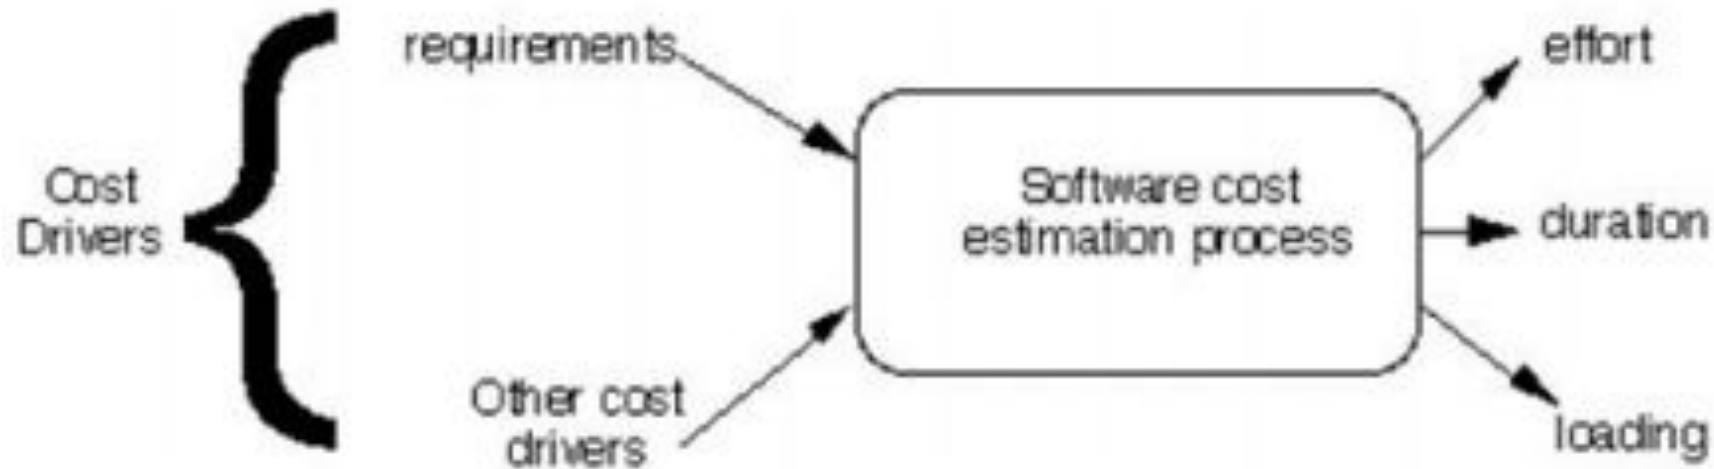 Cost
Drivers
requirements
Other cost
drivers
Software cost
estimation process
effort
duration
loading